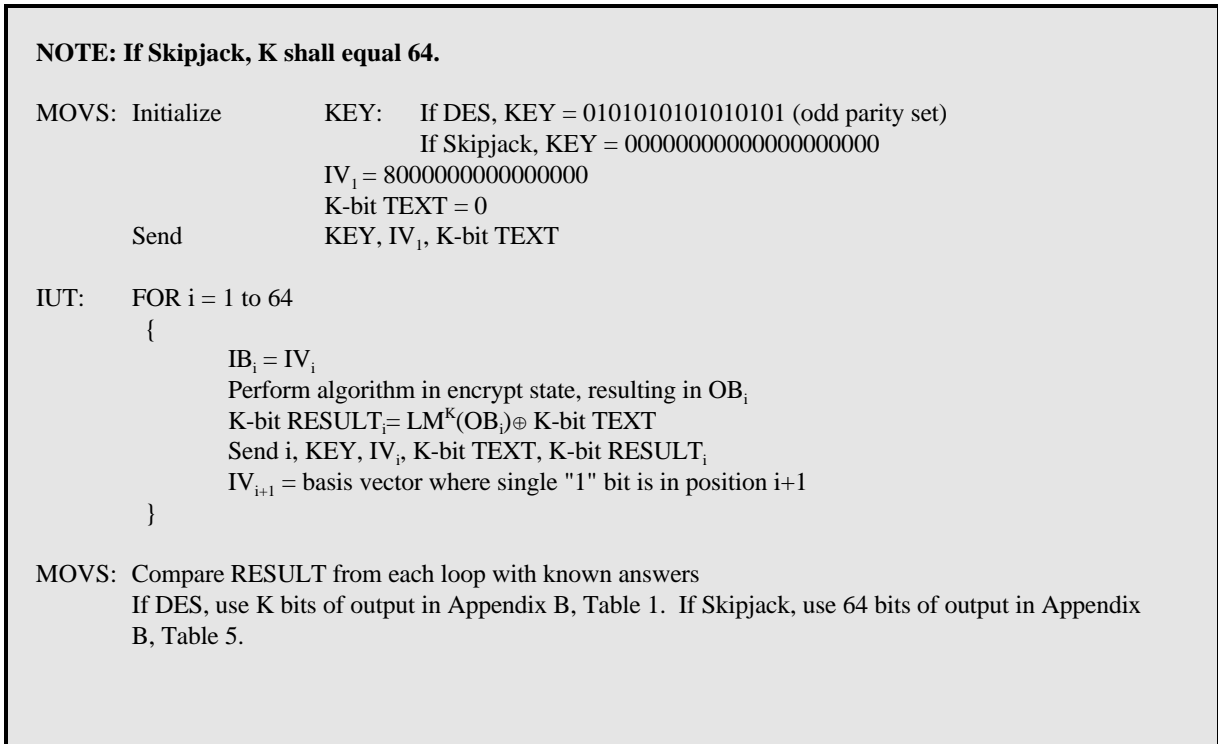 NOTE: If Skipjack, K shall equal 64.
MOVS: Initialize KEY: If DES, KEY = 0101010101010101 (odd parity set)
If Skipjack, KEY = 00000000000000000000
IV₁ = 8000000000000000
K-bit TEXT = 0
Send KEY, IV₁, K-bit TEXT
IUT: FOR i = 1 to 64
{
IBᵢ = IVᵢ
Perform algorithm in encrypt state, resulting in OBᵢ
K-bit RESULTᵢ= LMᴷ(OBᵢ)⊕ K-bit TEXT
Send i, KEY, IVᵢ, K-bit TEXT, K-bit RESULTᵢ
IVᵢ₊₁ = basis vector where single "1" bit is in position i+1
}
MOVS: Compare RESULT from each loop with known answers
If DES, use K bits of output in Appendix B, Table 1. If Skipjack, use 64 bits of output in Appendix
B, Table 5.